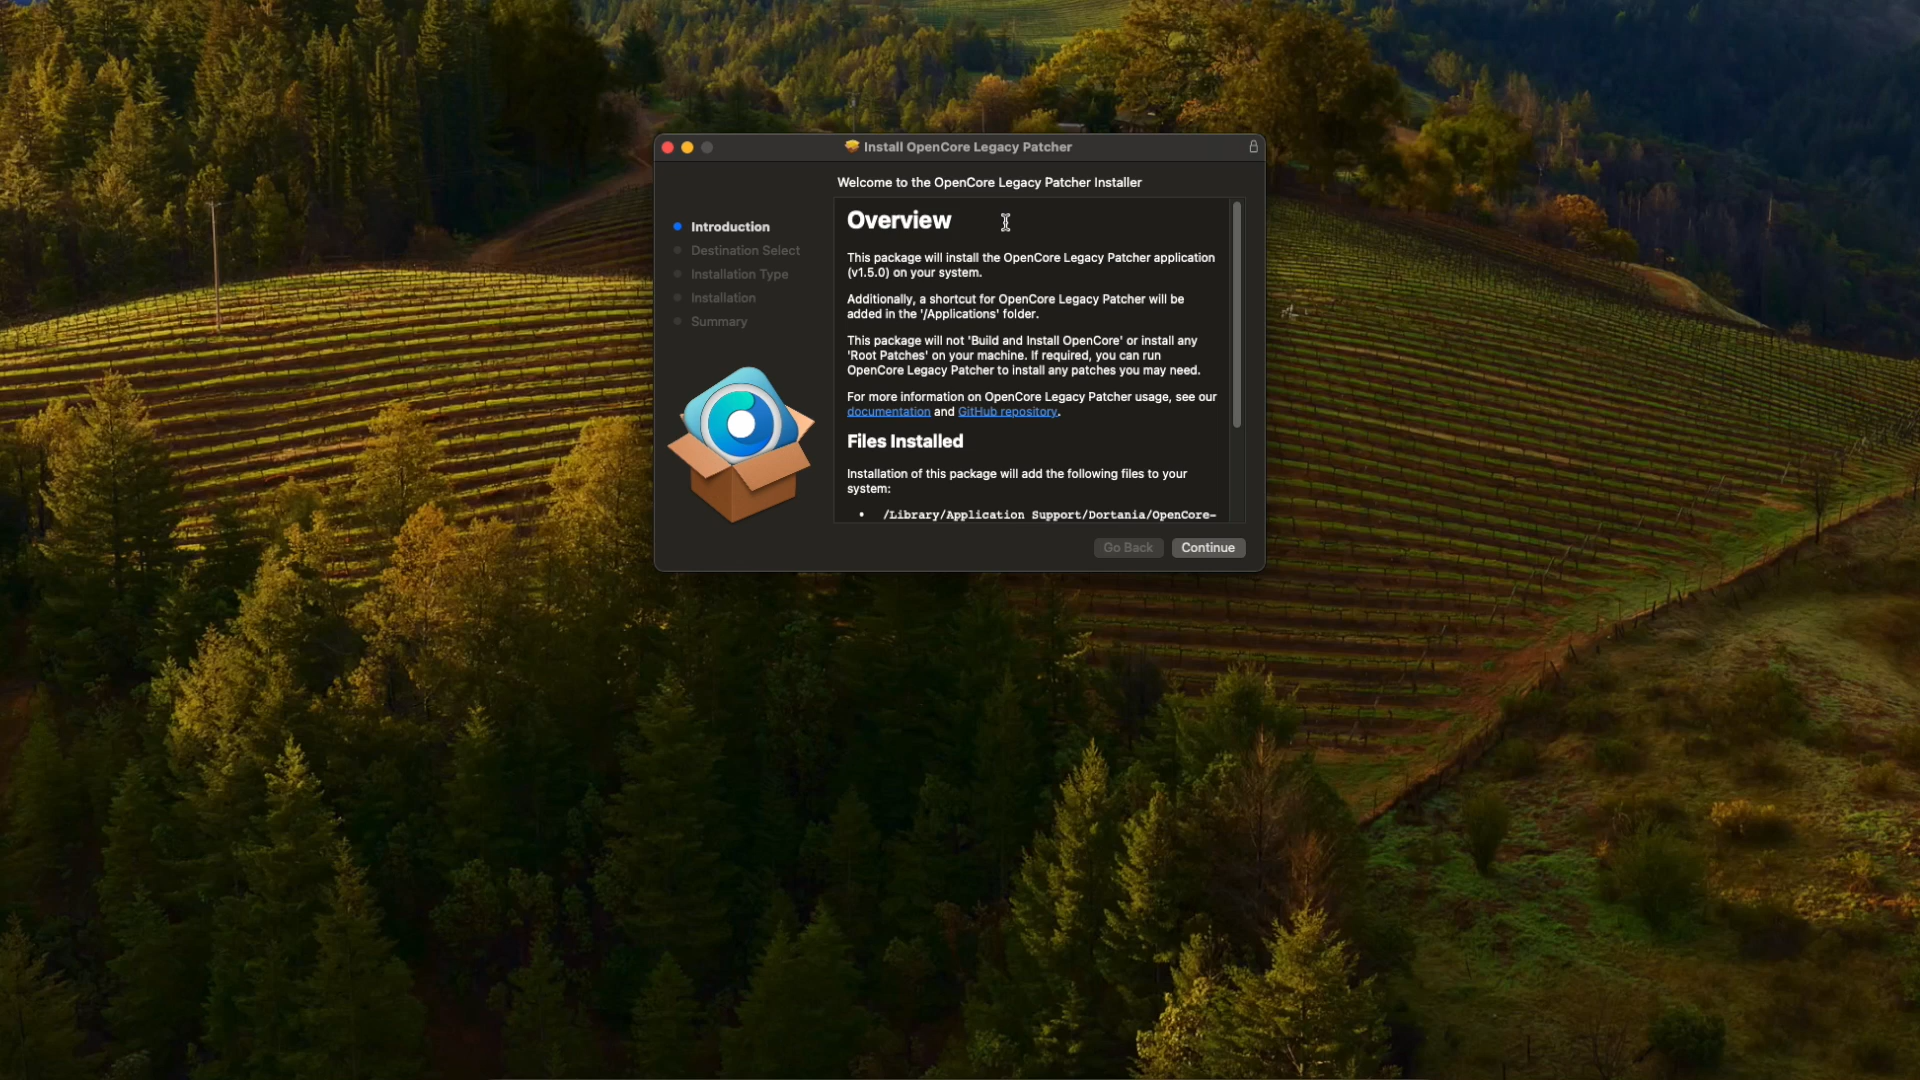 Install OpenCore Legacy Patcher
Welcome to the OpenCore Legacy Patcher Installer
Introduction
Destination Select
Installation Type
Installation
Summary
Overview
This package will install the OpenCore Legacy Patcher application
(v1.5.0) on your system.
Additionally, a shortcut for OpenCore Legacy Patcher will be
added in the '/Applications' folder.
This package will not 'Build and Install OpenCore' or install any
'Root Patches' on your machine. If required, you can run
OpenCore Legacy Patcher to install any patches you may need.
For more information on OpenCore Legacy Patcher usage, see our
documentation and GitHub repository.
Files Installed
Installation of this package will add the following files to your
system:
• /Library/Application Support/Dortania/OpenCore-
Go Back
Continue